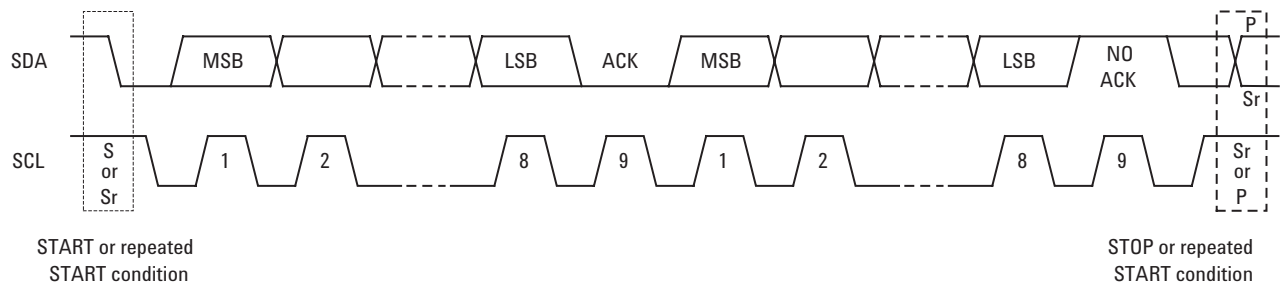 P
SDA MSB LSB ACK MSB LSB NO
ACK
Sr
SCL S
or
Sr 1 2 8 9 1 2 8 9 Sr
or
P
START or repeated
START condition
STOP or repeated
START condition